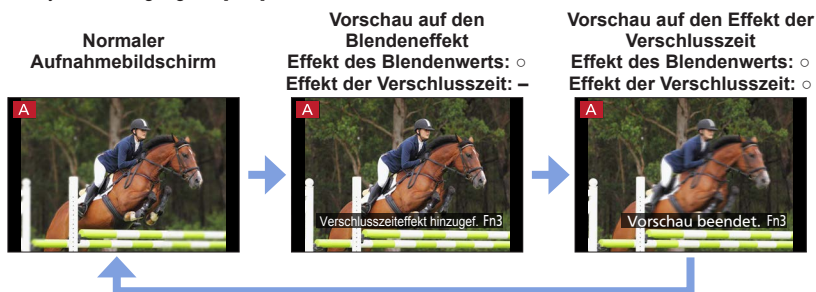 Normaler
Aufnahmebildschirm
Vorschau auf den
Blendeneffekt
Effekt des Blendenwerts: ○
Effekt der Verschlusszeit: –
Vorschau auf den Effekt der
Verschlusszeit
Effekt des Blendenwerts: ○
Effekt der Verschlusszeit: ○
A
A
Verschlusszeiteffekt hinzugef. Fn3
A
Vorschau beendet. Fn3